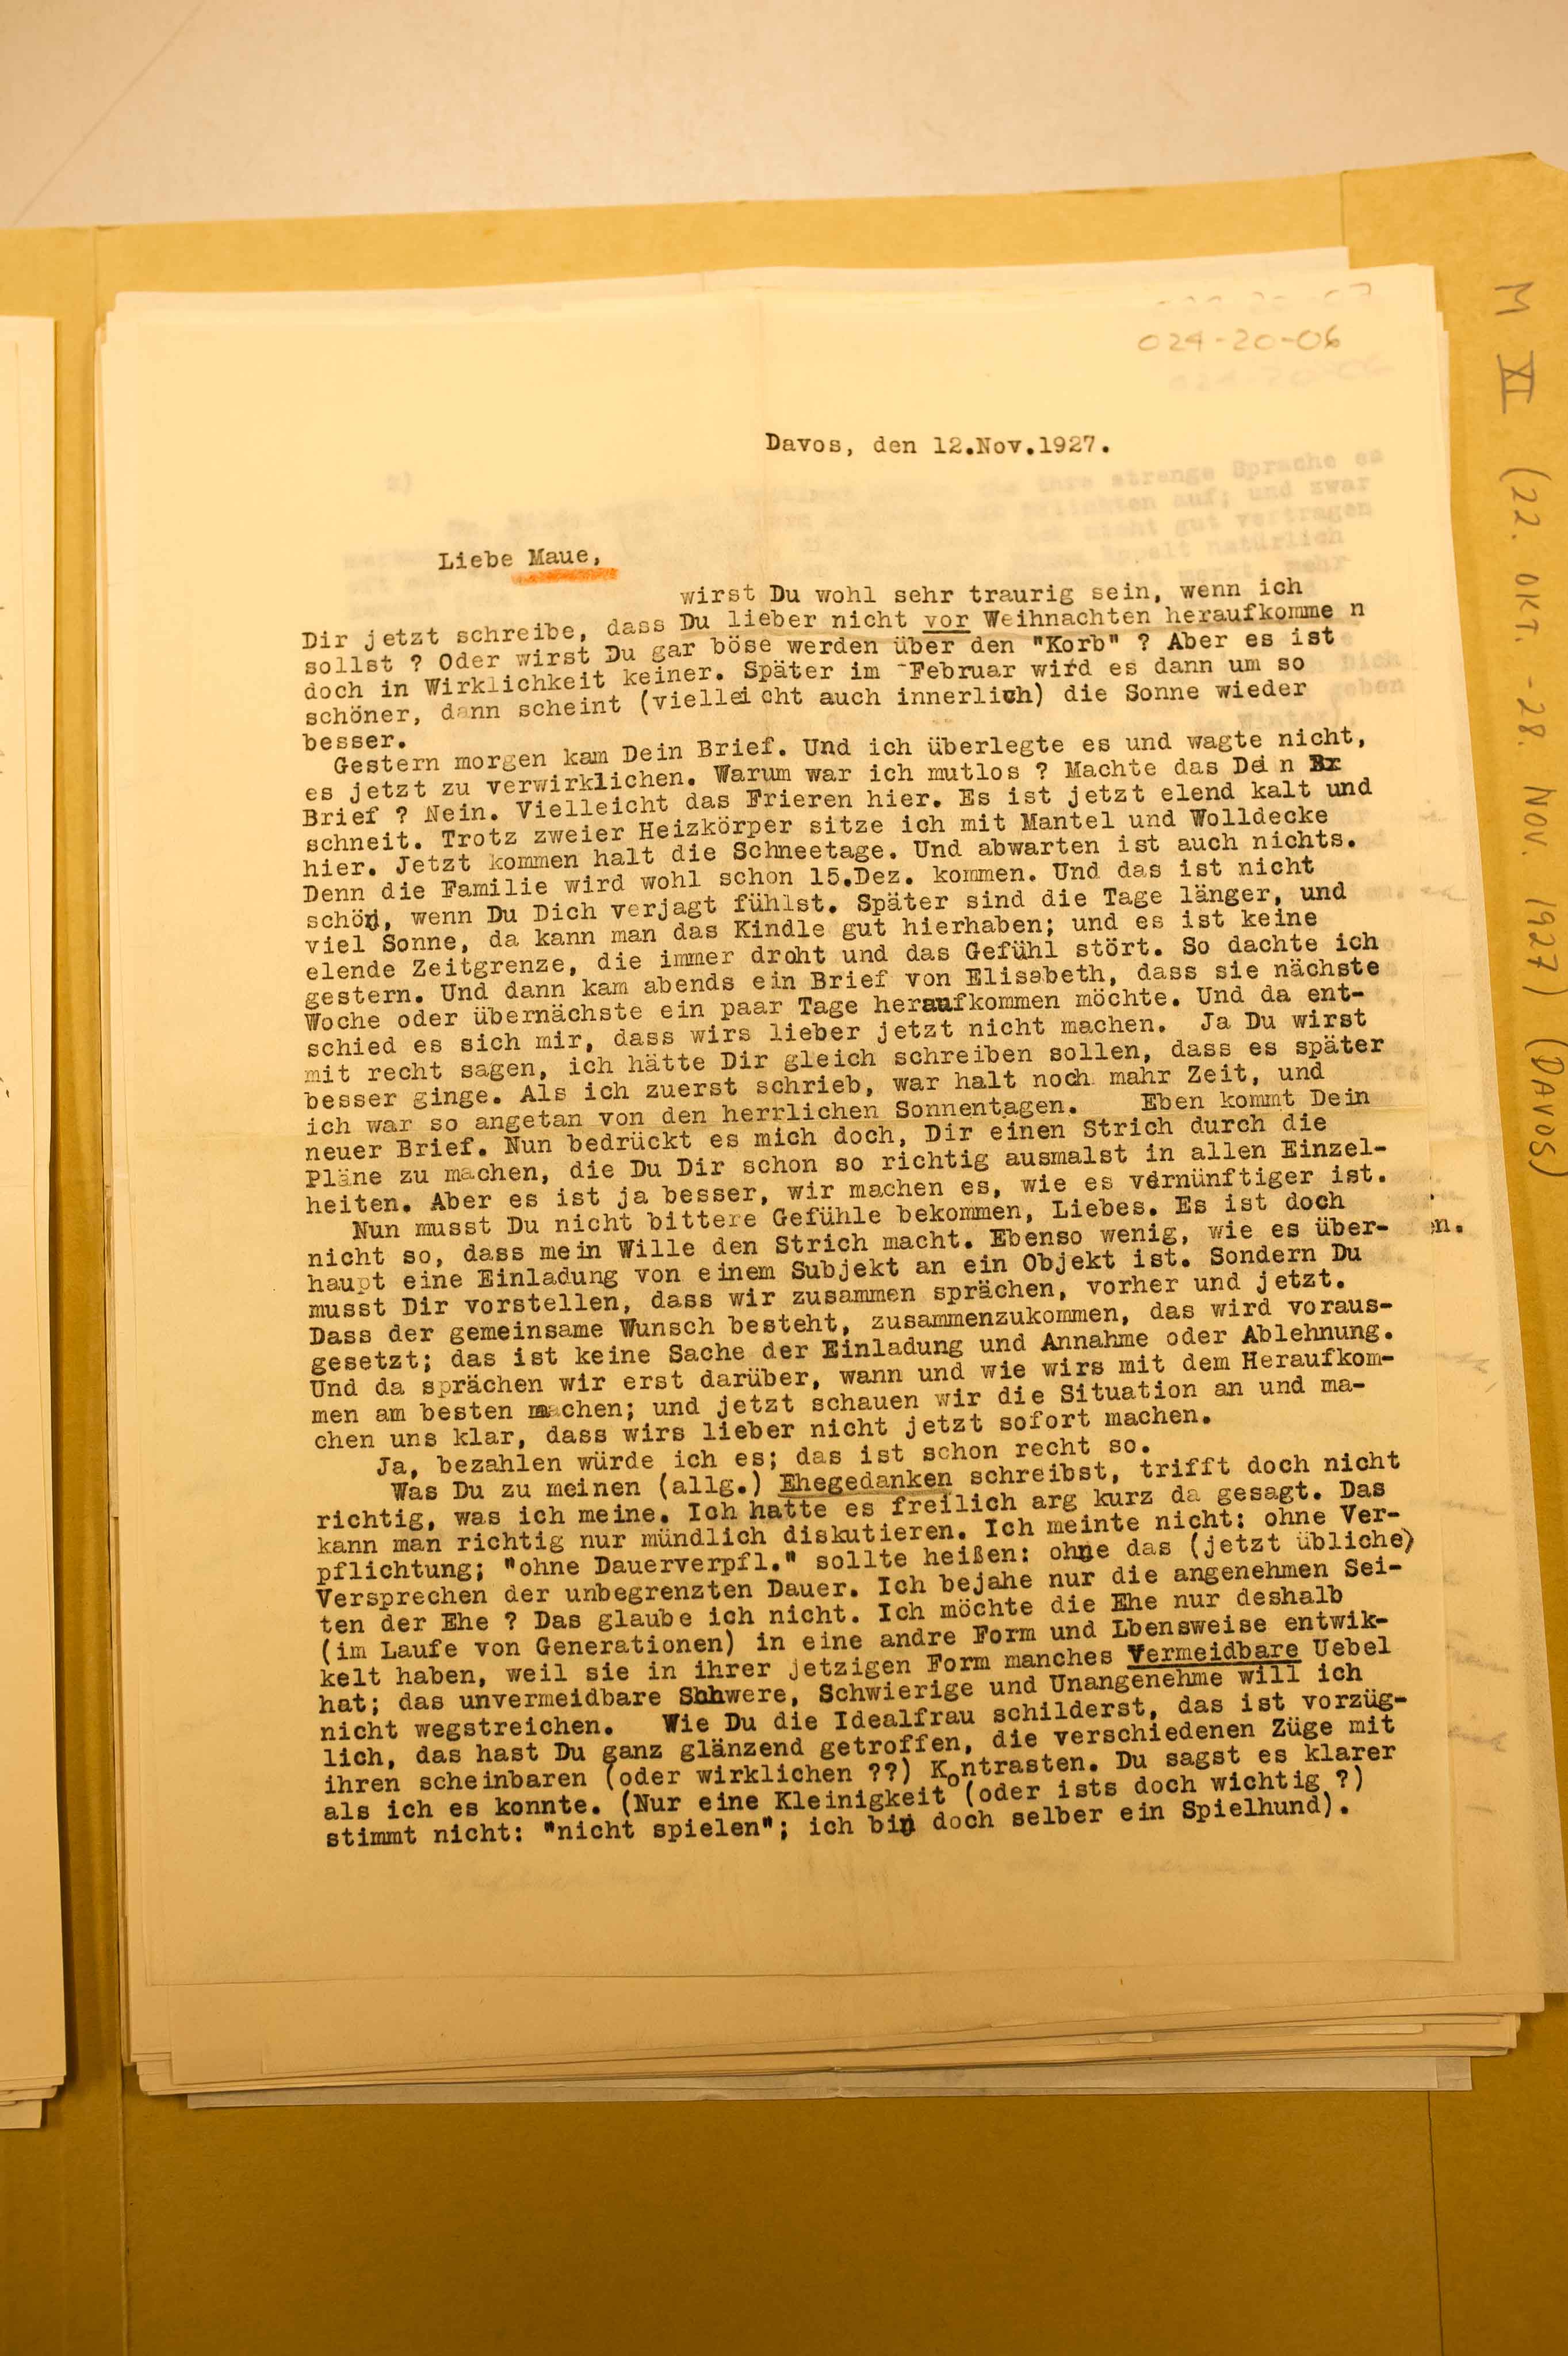 024-20-06
Davos, den 12.Nov.1927.
Liebe Maue,
wirst Du wohl sehr traurig sein, wenn ich
Dir jetzt schreibe, dass Du lieber nicht vor Weihnachten heraufkomme n
sollst ? Oder wirst Du gar böse werden über den "Korb" ? Aber es ist
doch in Wirklichkeit keiner. Später im -Februar wird es dann um so
schöner, dann scheint (viellei cht auch innerlich) die Sonne wieder
besser.
Gestern morgen kam Dein Brief. Und ich überlegte es und wagte nicht,
es jetzt zu verwirklichen. Warum war ich mutlos ? Machte das Dei n Br
Brief ? Nein. Vielleicht das Frieren hier. Es ist jetzt elend kalt und
schneit. Trotz zweier Heizkörper sitze ich mit Mantel und Wolldecke
hier. Jetzt kommen halt die Schneetage. Und abwarten ist auch nichts.
Denn die Familie wird wohl schon 15.Dez. kommen. Und das ist nicht
schön, wenn Du Dich verjagt fühlst. Später sind die Tage länger, und
viel Sonne, da kann man das Kindle gut hierhaben; und es ist keine
elende Zeitgrenze, die immer droht und das Gefühl stört. So dachte ich
gestern. Und dann kam abends ein Brief von Elisabeth, dass sie nächste
Woche oder übernächste ein paar Tage heraufkommen möchte. Und da ent-
schied es sich mir, dass wirs lieber jetzt nicht machen. Ja Du wirst
mit recht sagen, ich hätte Dir gleich schreiben sollen, dass es später
besser ginge. Als ich zuerst schrieb, war halt noch mahr Zeit, und
ich war so angetan von den herrlichen Sonnentagen. Eben kommt Dein
neuer Brief. Nun bedrückt es mich doch, Dir einen Strich durch die
Pläne zu machen, die Du Dir schon so richtig ausmalst in allen Einzel-
heiten. Aber es ist ja besser, wir machen es, wie es vernünftiger ist.
Nun musst Du nicht bittere Gefühle bekommen, Liebes. Es ist doch
nicht so, dass mein Wille den Strich macht. Ebenso wenig, wie es über-
haupt eine Einladung von einem Subjekt an ein Objekt ist. Sondern Du
musst Dir vorstellen, dass wir zusammen sprächen, vorher und jetzt.
Dass der gemeinsame Wunsch besteht, zusammenzukommen, das wird voraus-
gesetzt; das ist keine Sache der Einladung und Annahme oder Ablehnung.
Und da sprächen wir erst darüber, wann und wie wirs mit dem Heraufkom-
men am besten machen; und jetzt schauen wir die Situation an und ma-
chen uns klar, dass wirs lieber nicht jetzt sofort machen.
Ja, bezahlen würde ich es; das ist schon recht so.
Was Du zu meinen (allg.) Ehegedanken schreibst, trifft doch nicht
richtig, was ich meine. Ich hatte es freilich arg kurz da gesagt. Das
kann man richtig nur mündlich diskutieren. Ich meinte nicht: ohne Ver-
pflichtung; "ohne Dauerverpfl." sollte heißen: ohne das (jetzt übliche)
Versprechen der unbegrenzten Dauer. Ich bejahe nur die angenehmen Sei-
ten der Ehe ? Das glaube ich nicht. Ich möchte die Ehe nur deshalb
(im Laufe von Generationen) in eine andre Form und Lbensweise entwik-
kelt haben, weil sie in ihrer jetzigen Form manches Vermeidbare Uebel
hat; das unvermeidbare Shhwere, Schwierige und Unangenehme will ich
nicht wegstreichen. Wie Du die Idealfrau schilderst, das ist vorzüg-
lich, das hast Du ganz glänzend getroffen, die verschiedenen Züge mit
ihren scheinbaren (oder wirklichen ??) Kontrasten. Du sagst es klarer
als ich es konnte. (Nur eine Kleinigkeit (oder ists doch wichtig ?)
stimmt nicht: "nicht spielen"; ich bin doch selber ein Spielhund).
M XI (22. OKT. - 28. NOV. 1927) (DAVOS)